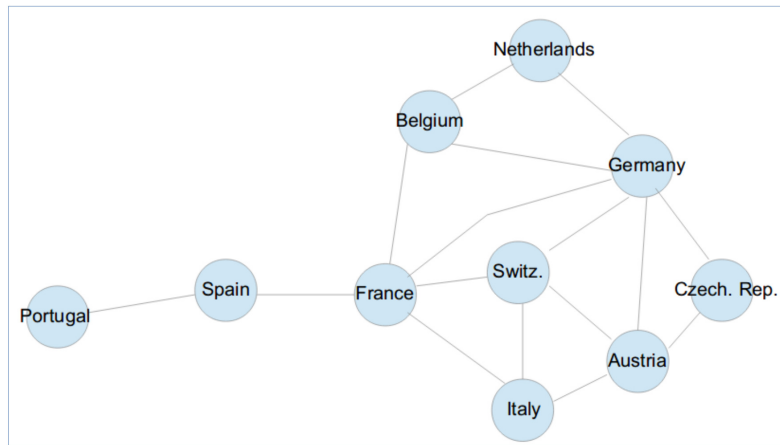 Netherlands
Belgium
Germany
Switz.
Spain
France
Czech. Rep.
Portugal
Austria
Italy